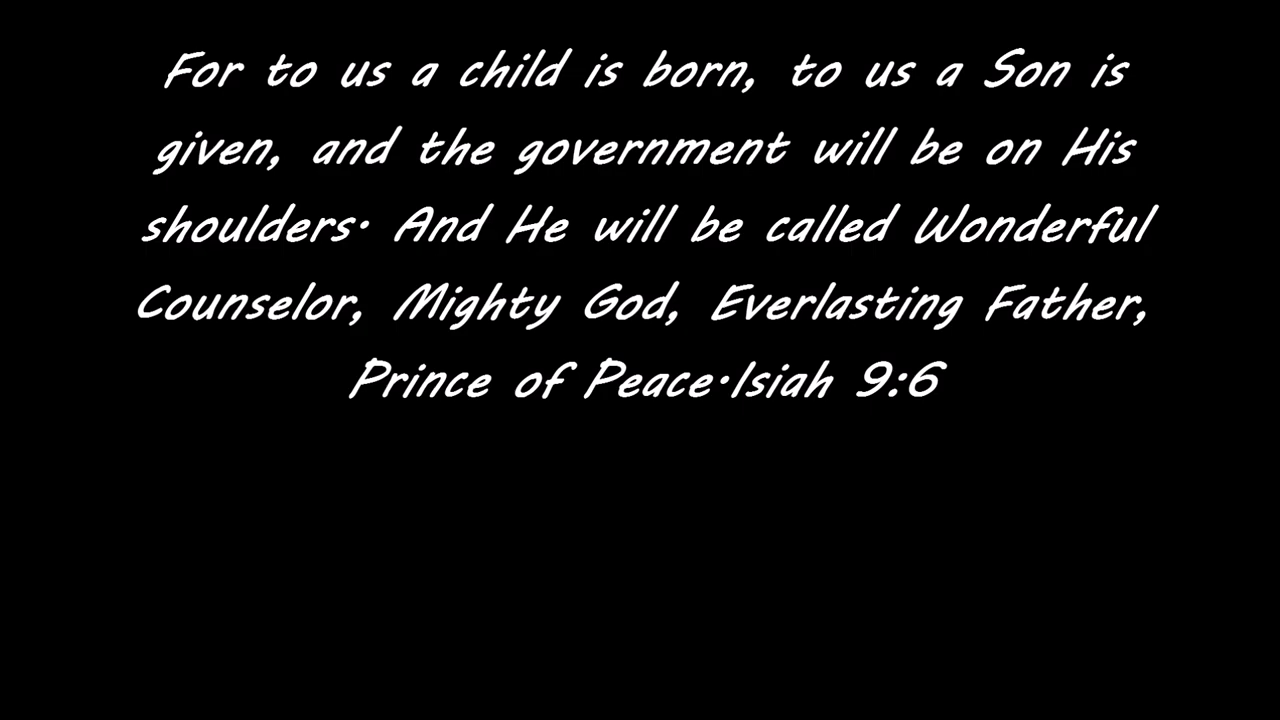 For to us a child is born, to us a Son is
given, and the government will be on His
shoulders. And He will be called Wonderful
Counselor, Mighty God, Everlasting Father,
Prince of Peace.Isiah 9:6